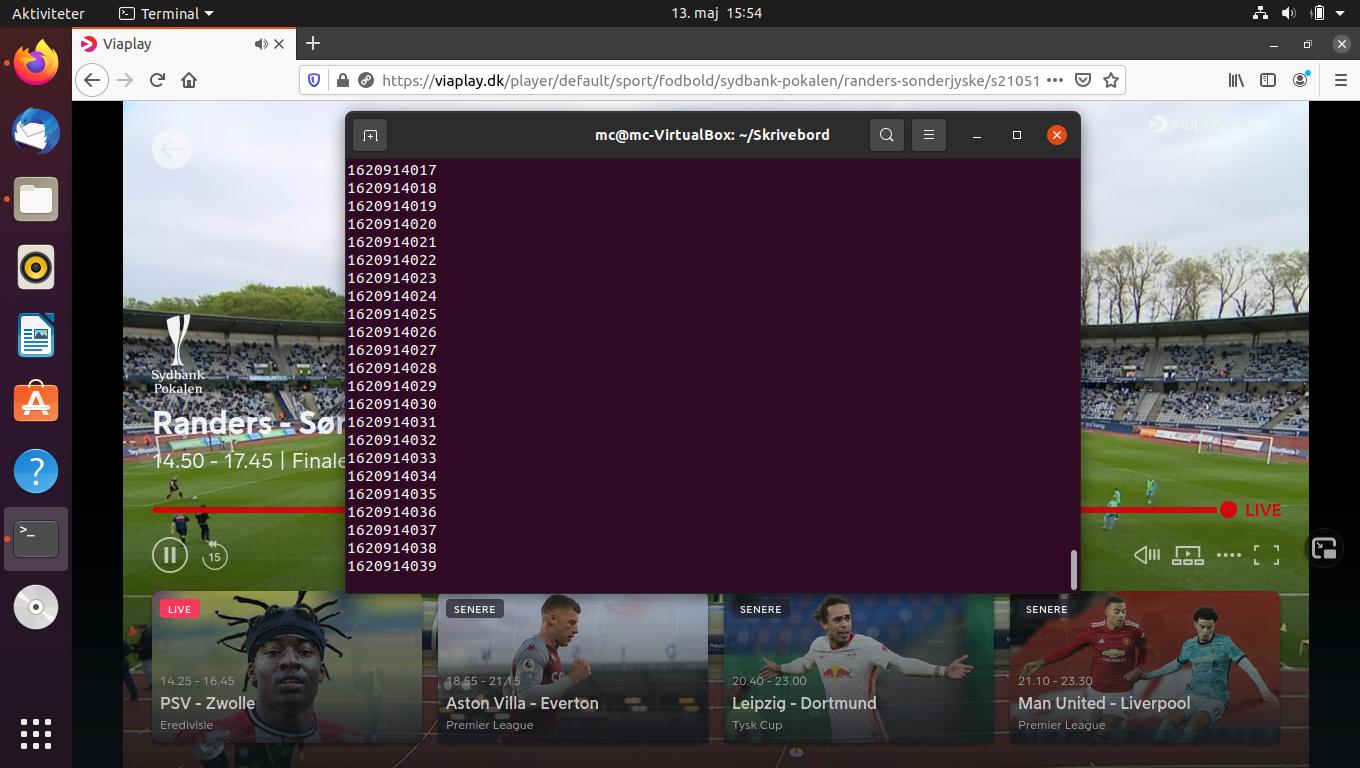 Aktiviteter
Terminal
13. maj 15:54
Viaplay
https://viaplay.dk/player/default/sport/fodbold/sydbank-pokalen/randers-sonderjyske/s21051
mc@mc-VirtualBox: ~/Skrivebord
viaplay
1620914017
1620914018
1620914019
1620914020
1620914021
1620914022
1620914023
1620914024
1620914025
1620914026
1620914027
1620914028
1620914029
1620914030
1620914031
1620914032
1620914033
1620914034
1620914035
1620914036
1620914037
1620914038
1620914039
Sydbank
Pokalen
Randers - Søn
14.50 - 17.45 | Finale
LIVE
15
LIVE
14.25 - 16.45
PSV - Zwolle
Eredivisie
SENERE
18.55 - 21.15
Aston Villa - Everton
Premier League
SENERE
20.40 - 23.00
Leipzig - Dortmund
Tysk Cup
SENERE
21.10 - 23.30
Man United - Liverpool
Premier League